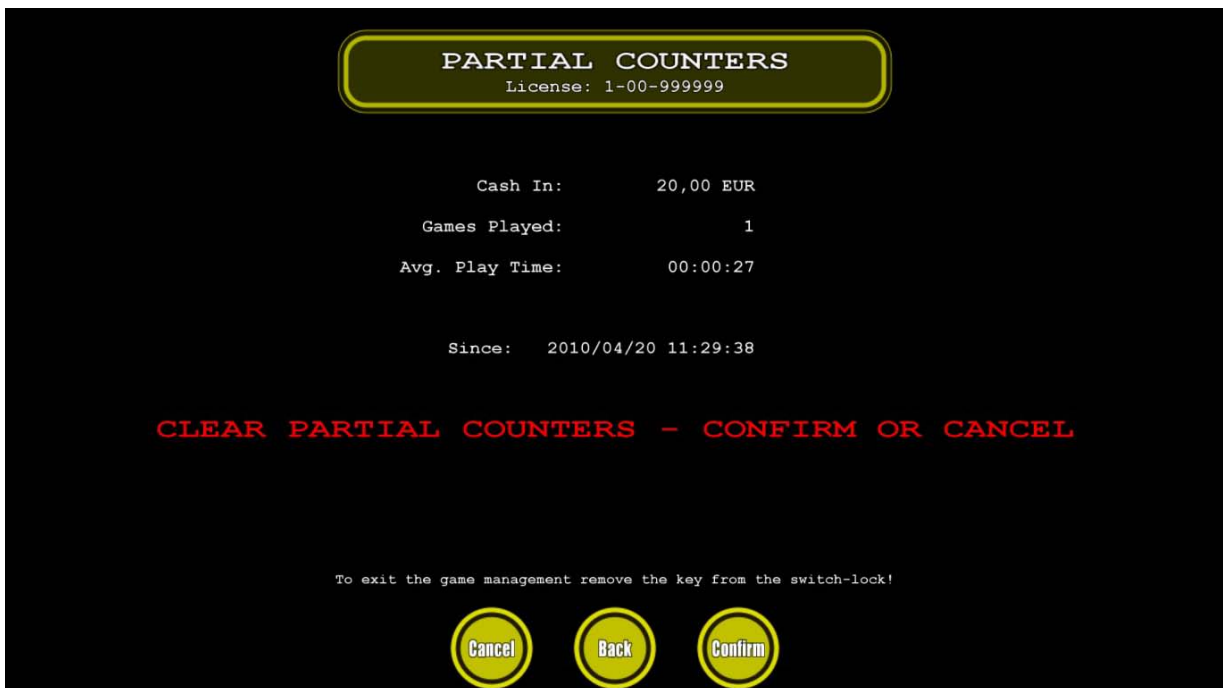 PARTIAL COUNTERS
License: 1-00-999999
Cash In: 20,00 EUR
Games Played: 1
Avg. Play Time: 00:00:27
Since: 2010/04/20 11:29:38
CLEAR PARTIAL COUNTERS - CONFIRM OR CANCEL
To exit the game management remove the key from the switch-lock!
Cancel Back Confirm